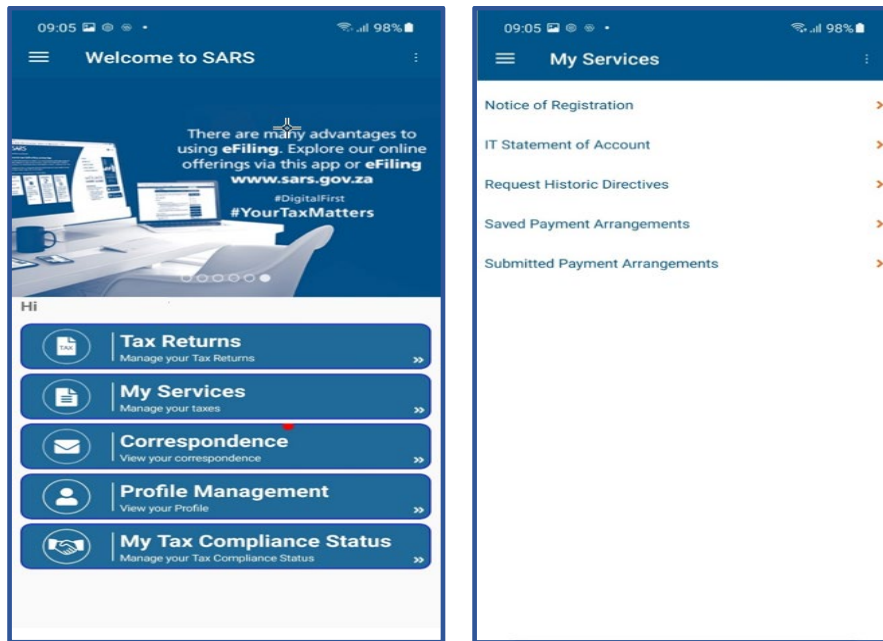 09:05
98%
Welcome to SARS
There are many advantages to
using eFiling. Explore our online
offerings via this app or eFiling
www.sars.gov.za
#DigitalFirst
#YourTaxMatters
Hi
TAX
Tax Returns
Manage your Tax Returns
My Services
Manage your taxes
Correspondence
View your correspondence
Profile Management
View your Profile
My Tax Compliance Status
Manage your Tax Compliance Status
09:05
98%
My Services
Notice of Registration
IT Statement of Account
Request Historic Directives
Saved Payment Arrangements
Submitted Payment Arrangements